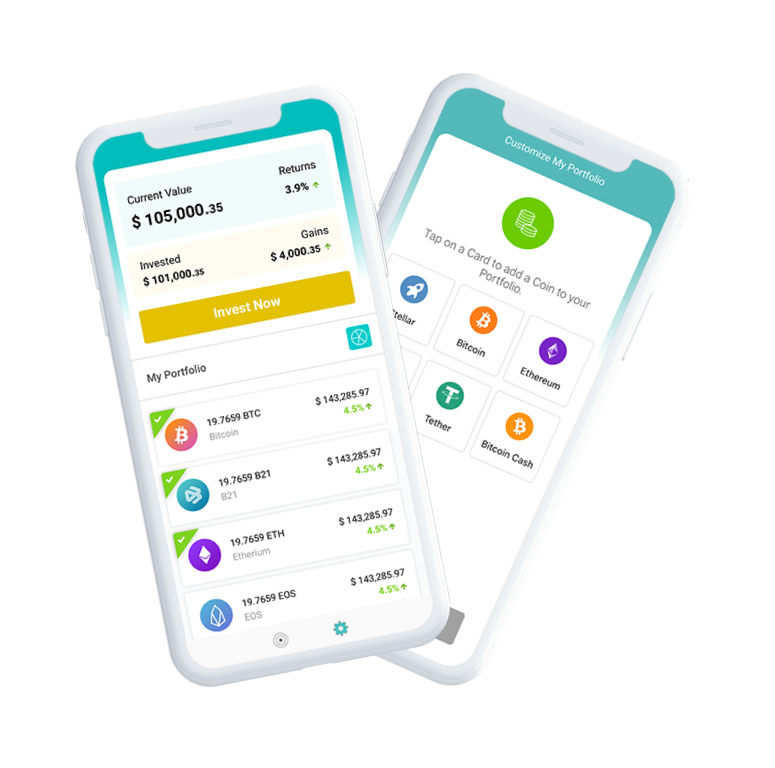 Current Value
$ 105,000.35
Returns
3.9%
Invested
$ 101,000.35
Gains
$ 4,000.35
Invest Now
My Portfolio
19.7659 BTC
Bitcoin
$ 143,285.97
4.5%
19.7659 B21
B21
$ 143,285.97
4.5%
19.7659 ETH
Etherium
$ 143,285.97
4.5%
19.7659 EOS
EOS
$ 143,285.97
4.5%
Customize My Portfolio
Tap on a Card to add a Coin to your
Portfolio.
tellar
Bitcoin
Ethereum
Tether
Bitcoin Cash